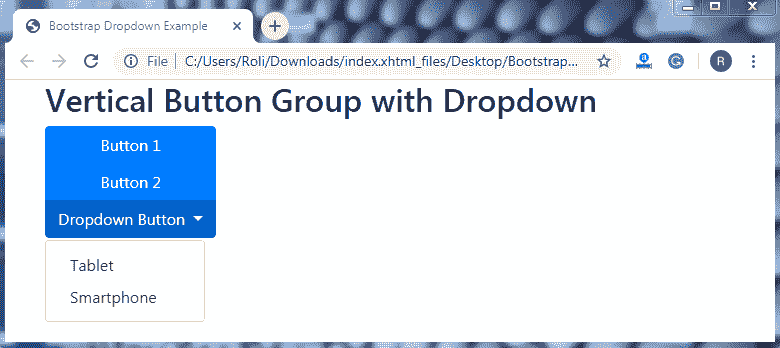 Bootstrap Dropdown Example
File C:/Users/Roli/Downloads/index.xhtml_files/Desktop/Bootstrap... R
Vertical Button Group with Dropdown
Button 1
Button 2
Dropdown Button
Tablet
Smartphone